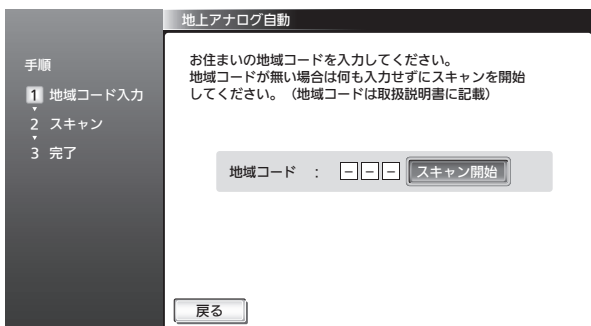 地上アナログ自動
手順
1 地域コード入力
2 スキャン
3 完了
お住まいの地域コードを入力してください。
地域コードが無い場合は何も入力せずにスキャンを開始
してください。（地域コードは取扱説明書に記載）
地域コード ： − − − スキャン開始
戻る